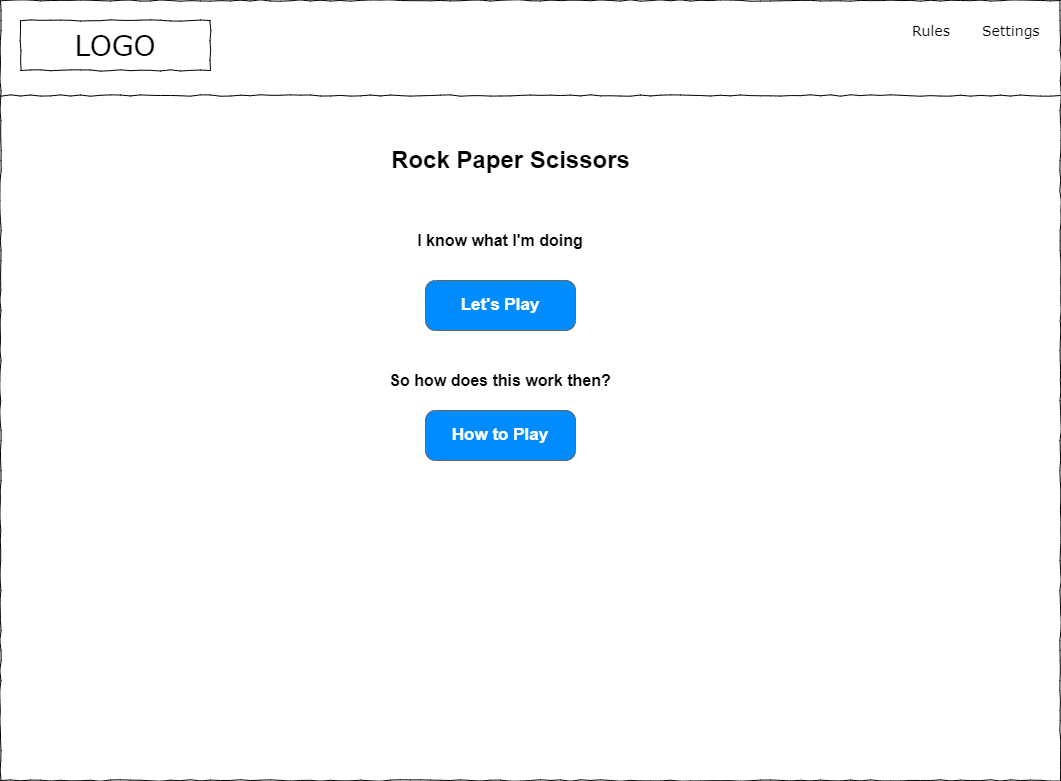 LOGO
Rules
Settings
Rock Paper Scissors
I know what I'm doing
Let's Play
So how does this work then?
How to Play